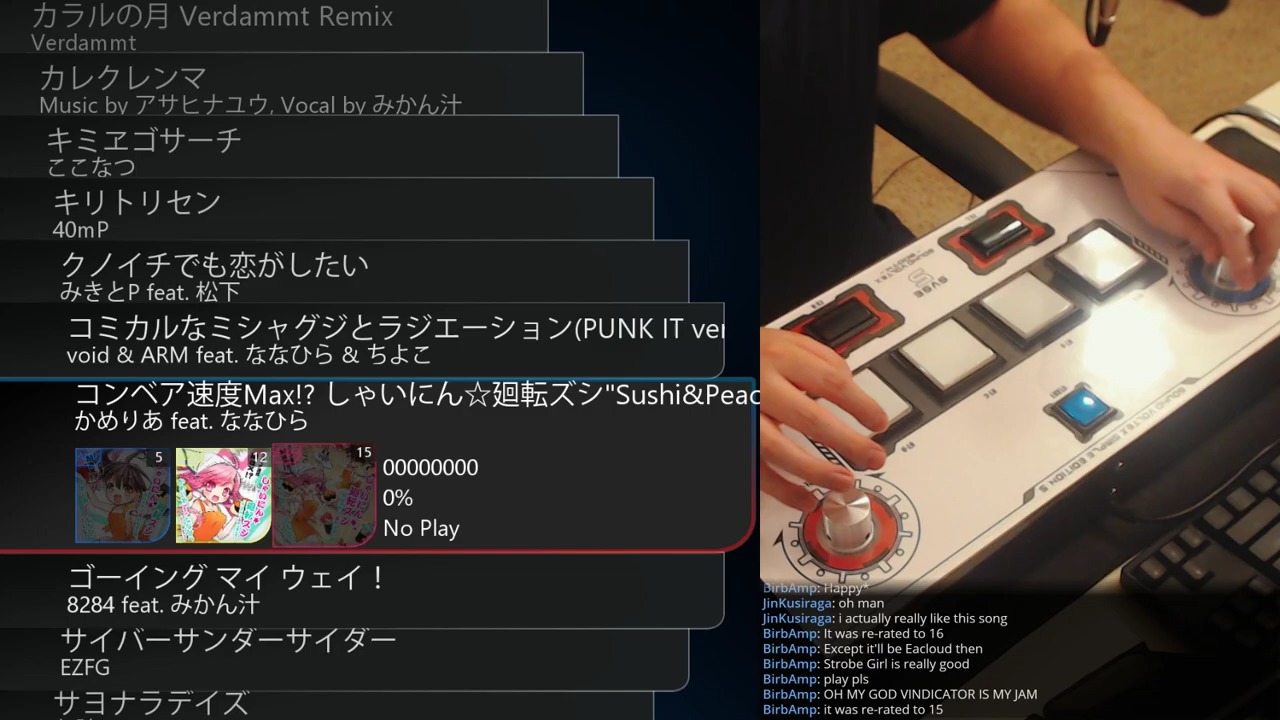 カラルの月 Verdammt Remix
Verdammt
カレクレンマ
Music by アサヒナユウ, Vocal by みかん汁
キミヱゴサーチ
ここなつ
キリトリセン
40mP
クノイチでも恋がしたい
みきとP feat. 松下
コミカルなミシャグジとラジエーション(PUNK IT ver
void & ARM feat. ななひら & ちよこ
コンベア速度Max!? しゃいにん☆廻転ズシ"Sushi&Peac
かめりあ feat. ななひら
5
12
15
00000000
0%
No Play
ゴーイング マイ ウェイ！
8284 feat. みかん汁
サイバーサンダーサイダー
EZFG
サヨナラデイズ
SVSE
SOUND VOLTEX SIMPLE EDITION S
BirbAmp: Happy*
JinKusiraga: oh man
JinKusiraga: i actually really like this song
BirbAmp: It was re-rated to 16
BirbAmp: Except it'll be Eacloud then
BirbAmp: Strobe Girl is really good
BirbAmp: play pls
BirbAmp: OH MY GOD VINDICATOR IS MY JAM
BirbAmp: it was re-rated to 15